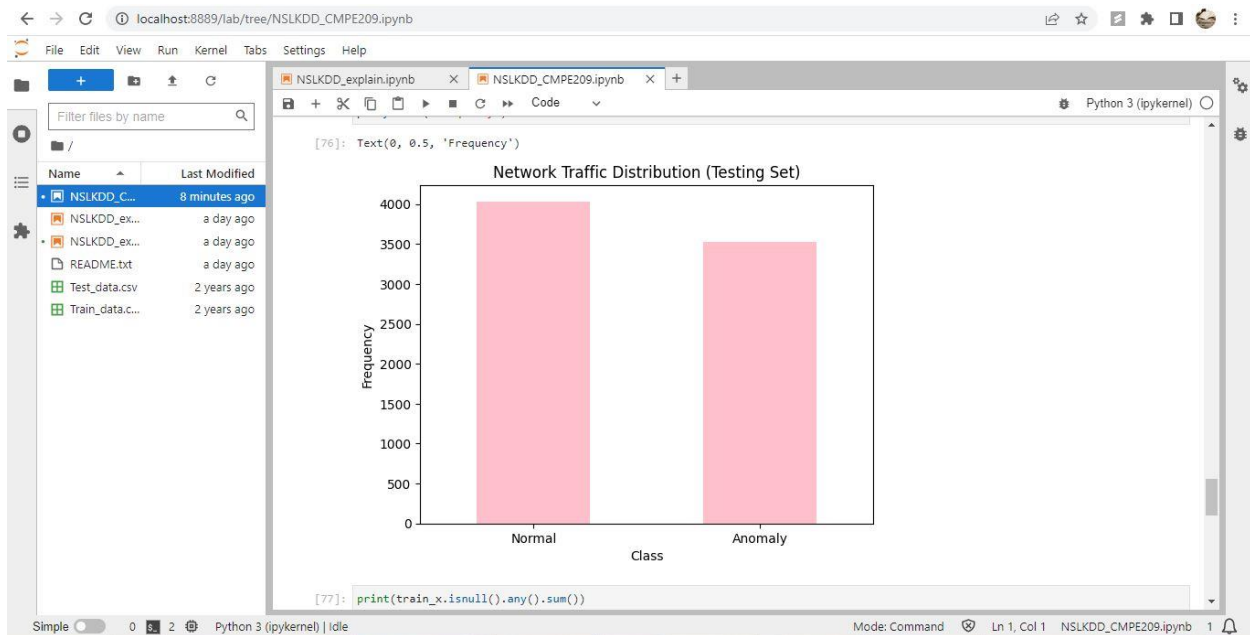 localhost:8889/lab/tree/NSLKDD_CMPE209.ipynb
File Edit View Run Kernel Tabs Settings Help
NSLKDD_explain.ipynb
NSLKDD_CMPE209.ipynb
Code
Python 3 (ipykernel)
Filter files by name
/
Name Last Modified
NSLKDD_C... 8 minutes ago
NSLKDD_ex... a day ago
NSLKDD_ex... a day ago
README.txt a day ago
Test_data.csv 2 years ago
Train_data.c... 2 years ago
[76]: Text(0, 0.5, 'Frequency')
Network Traffic Distribution (Testing Set)
4000
3500
3000
2500
2000
1500
1000
500
0
Frequency
Normal Anomaly
Class
[77]: print(train_x.isnull().any().sum())
Simple 0 2 Python 3 (ipykernel) | Idle Mode: Command Ln 1, Col 1 NSLKDD_CMPE209.ipynb 1